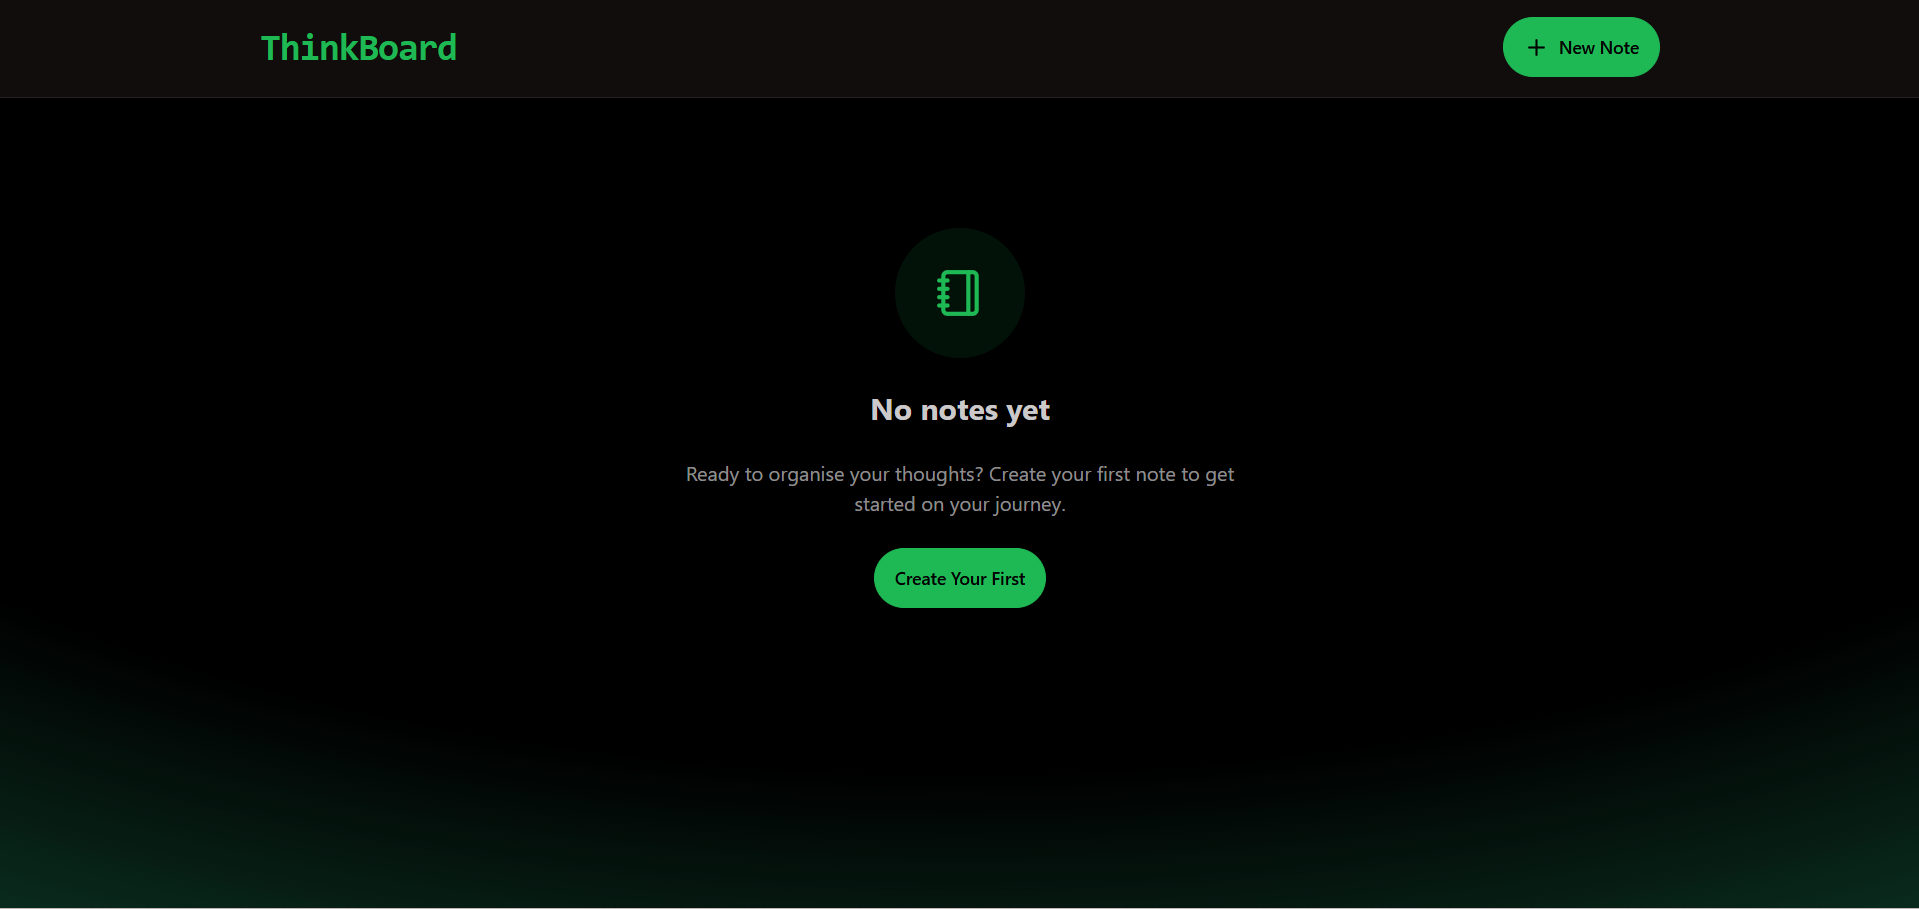 ThinkBoard
New Note
No notes yet
Ready to organise your thoughts? Create your first note to get
started on your journey.
Create Your First